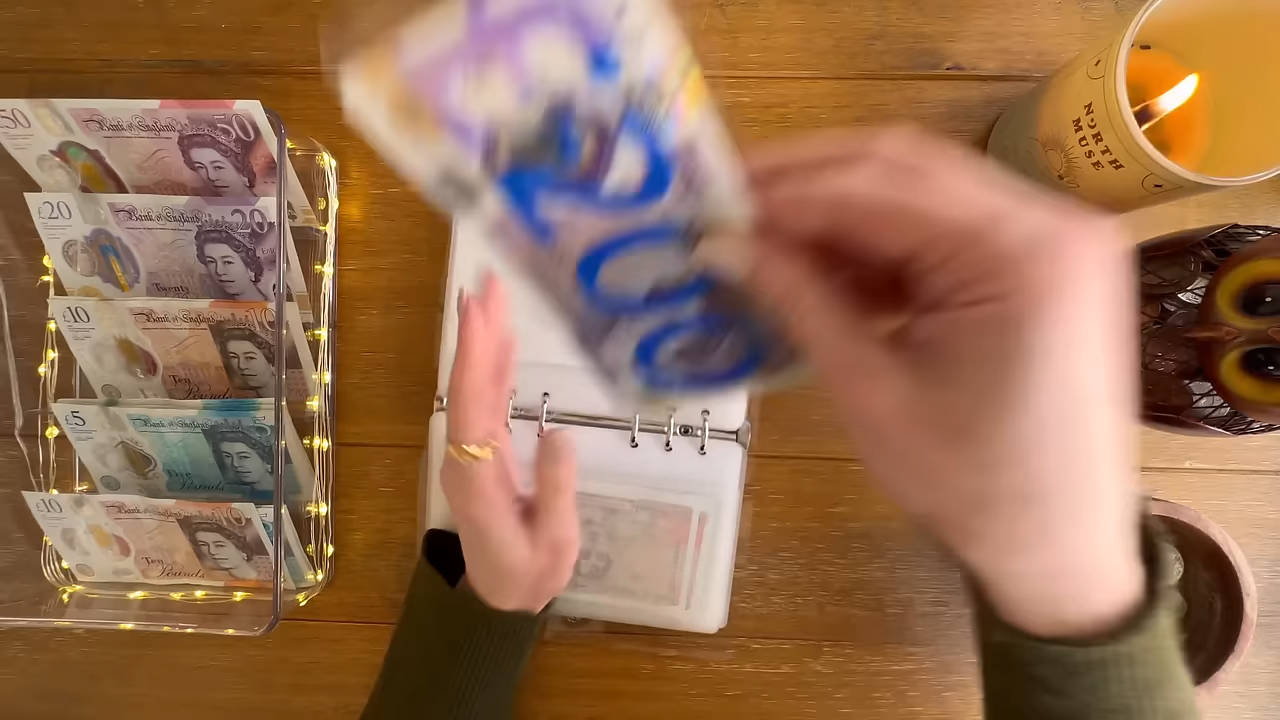 50
Bank of England
50
£20
Bank of England
20
Twenty
£10
Bank of England
10
Ten
Pounds
£5
Bank of England
5
Five
Pounds
£10
Bank of England
10
Ten
Pounds
200
NORTH
MUSE